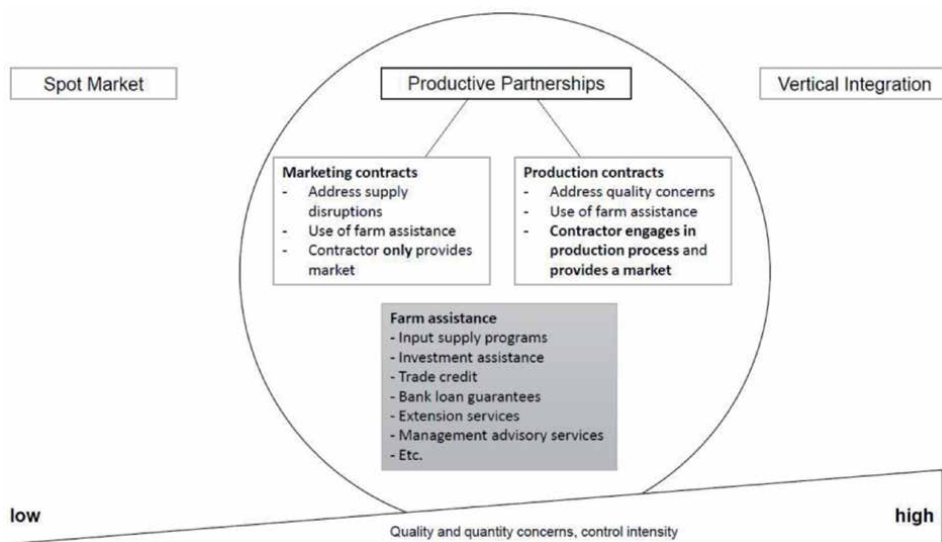 Spot Market
Productive Partnerships
Vertical Integration
Marketing contracts
- Address supply
disruptions
- Use of farm assistance
- Contractor only provides
market
Production contracts
- Address quality concerns
- Use of farm assistance
- Contractor engages in
production process and
provides a market
Farm assistance
- Input supply programs
- Investment assistance
- Trade credit
- Bank loan guarantees
- Extension services
- Management advisory services
- Etc.
low
high
Quality and quantity concerns, control intensity